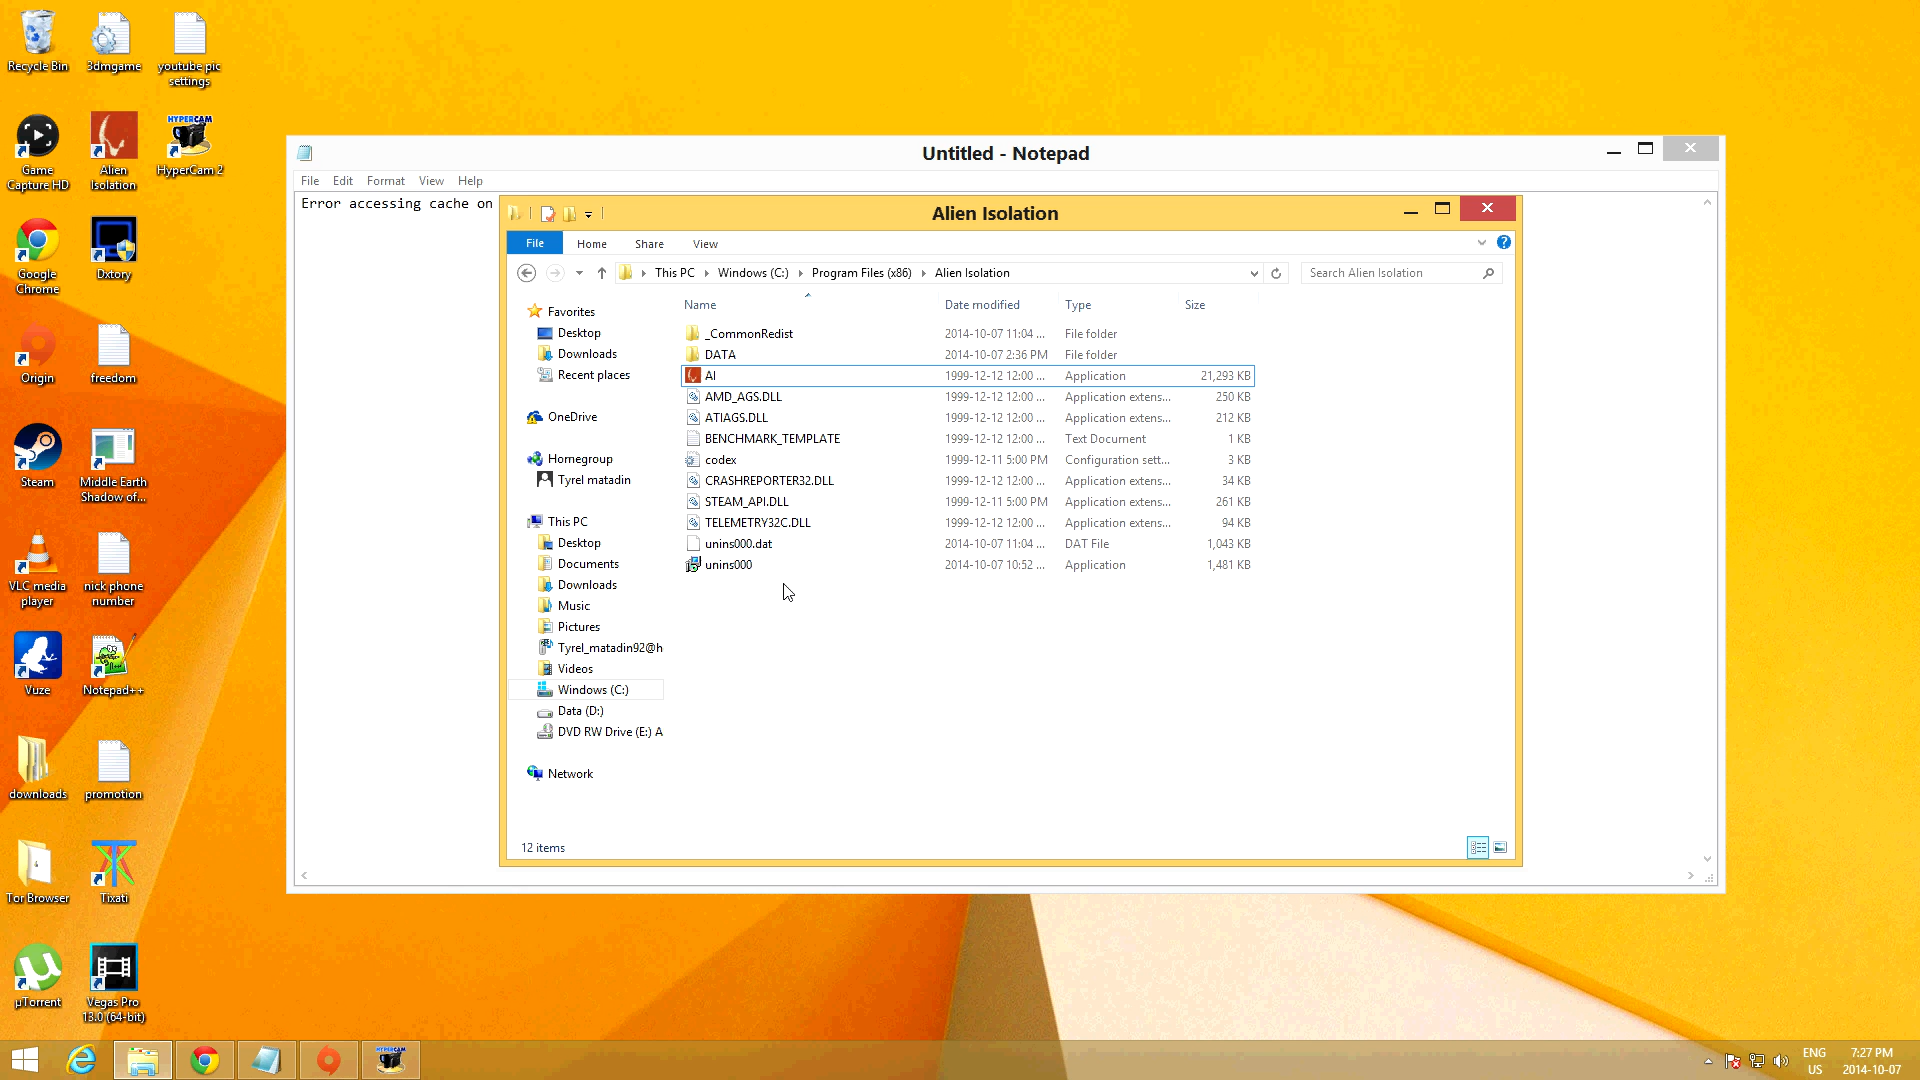 Recycle Bin
3dmgame
youtube pic
settings
Game
Capture HD
Alien
Isolation
HYPERCAM
HyperCam 2
Google
Chrome
Dxtory
Origin
freedom
Steam
Middle Earth
Shadow of...
VLC media
player
nick phone
number
Vuze
Notepad++
downloads
promotion
Tor Browser
Tixati
µTorrent
Vegas Pro
13.0 (64-bit)
Untitled - Notepad
File Edit Format View Help
Error accessing cache on
Alien Isolation
File Home Share View
This PC Windows (C:) Program Files (x86) Alien Isolation
Search Alien Isolation
Favorites
Desktop
Downloads
Recent places
OneDrive
Homegroup
Tyrel matadin
This PC
Desktop
Documents
Downloads
Music
Pictures
Tyrel_matadin92@h
Videos
Windows (C:)
Data (D:)
DVD RW Drive (E:) A
Network
Name Date modified Type Size
_CommonRedist 2014-10-07 11:04 ... File folder
DATA 2014-10-07 2:36 PM File folder
AI 1999-12-12 12:00 ... Application 21,293 KB
AMD_AGS.DLL 1999-12-12 12:00 ... Application extens... 250 KB
ATIAGS.DLL 1999-12-12 12:00 ... Application extens... 212 KB
BENCHMARK_TEMPLATE 1999-12-12 12:00 ... Text Document 1 KB
codex 1999-12-11 5:00 PM Configuration sett... 3 KB
CRASHREPORTER32.DLL 1999-12-12 12:00 ... Application extens... 34 KB
STEAM_API.DLL 1999-12-11 5:00 PM Application extens... 261 KB
TELEMETRY32C.DLL 1999-12-12 12:00 ... Application extens... 94 KB
unins000.dat 2014-10-07 11:04 ... DAT File 1,043 KB
unins000 2014-10-07 10:52 ... Application 1,481 KB
12 items
HYPERCAM
ENG
US
7:27 PM
2014-10-07